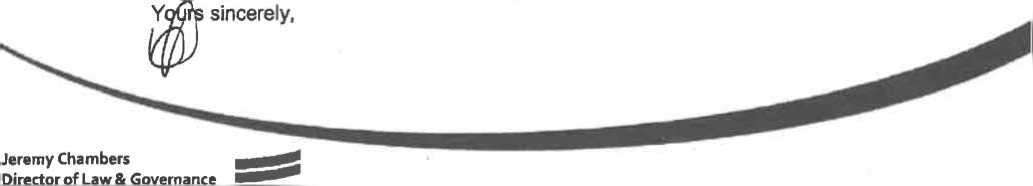 Yours sincerely,
Jeremy Chambers
Director of Law & Governance